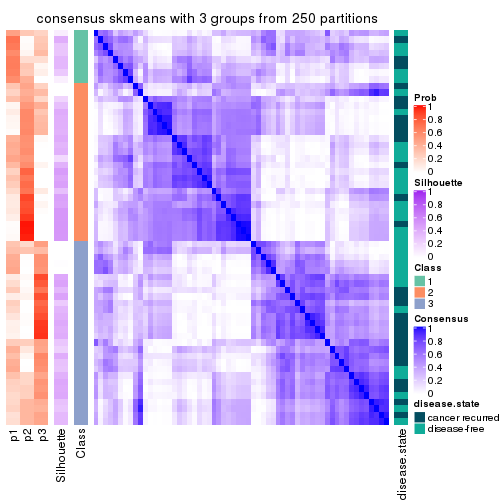 consensus skmeans with 3 groups from 250 partitions
Prob
1
0.8
0.6
0.4
0.2
0
Silhouette
1
0.8
0.6
0.4
0.2
0
Class
1
2
3
Consensus
1
0.8
0.6
0.4
0.2
0
disease.state
cancer recurred
disease-free
p1
p2
p3
Silhouette
Class
disease.state